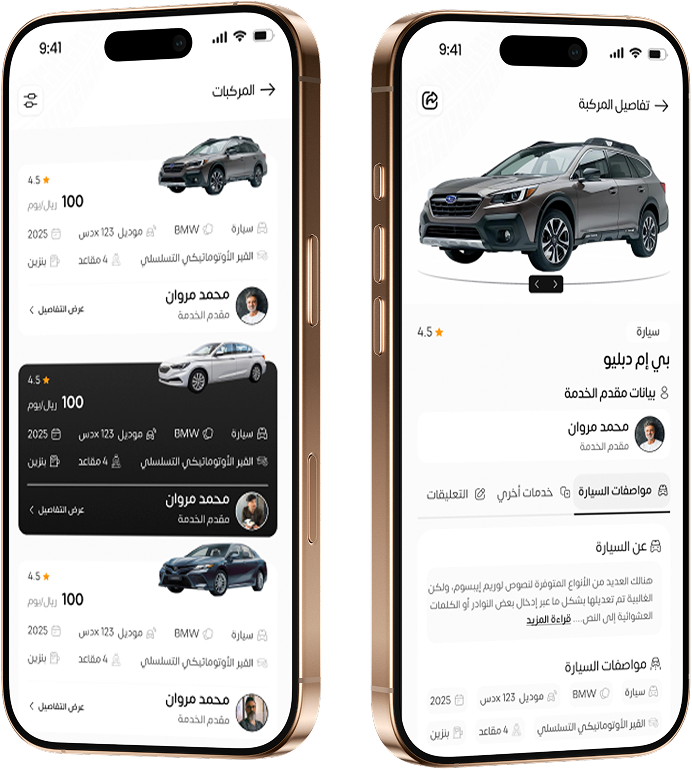 9:41
المركبات
4.5
100 ريال/يوم
سيارة BMW موديل 123 xدس 2025
القير الأوتوماتيكي التسلسلي 4 مقاعد بنزين
محمد مروان
مقدم الخدمة
عرض التفاصيل
4.5
100 ريال/يوم
سيارة BMW موديل 123 xدس 2025
القير الأوتوماتيكي التسلسلي 4 مقاعد بنزين
محمد مروان
مقدم الخدمة
عرض التفاصيل
4.5
100 ريال/يوم
سيارة BMW موديل 123 xدس 2025
القير الأوتوماتيكي التسلسلي 4 مقاعد بنزين
محمد مروان
مقدم الخدمة
عرض التفاصيل
9:41
تفاصيل المركبة
سيارة 4.5
بي إم دبليو
بيانات مقدم الخدمة
محمد مروان
مقدم الخدمة
مواصفات السيارة خدمات أخري التعليقات
عن السيارة
هنالك العديد من الأنواع المتوفرة لنصوص لوريم إيبسوم، ولكن
الغالبية تم تعديلها بشكل ما عبر إدخال بعض النوادر أو الكلمات
العشوائية إلى النص.... قراءة المزيد
مواصفات السيارة
سيارة BMW موديل 123 xدس 2025
القير الأوتوماتيكي التسلسلي 4 مقاعد بنزين